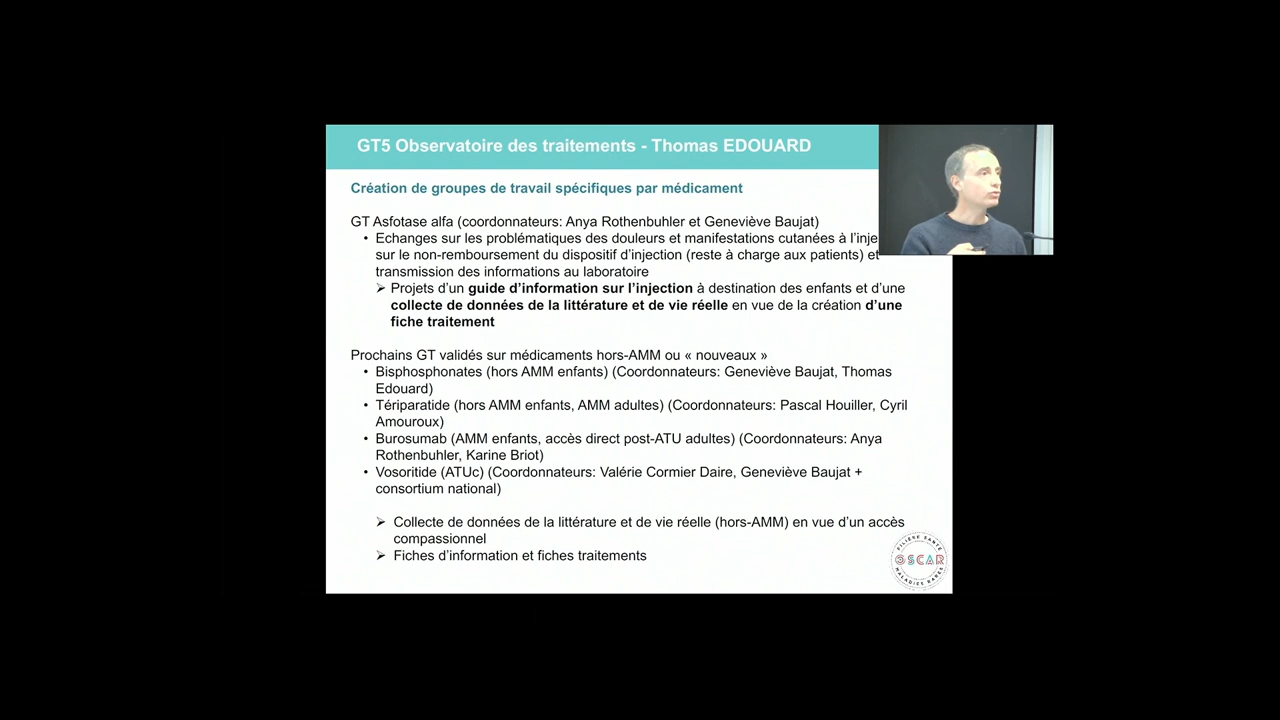 GT5 Observatoire des traitements - Thomas EDOUARD
Création de groupes de travail spécifiques par médicament
GT Asfotase alfa (coordonnateurs: Anya Rothenbuhler et Geneviève Baujat)
• Echanges sur les problématiques des douleurs et manifestations cutanées à l'inje
sur le non-remboursement du dispositif d'injection (reste à charge aux patients) et
transmission des informations au laboratoire
➢ Projets d'un guide d'information sur l'injection à destination des enfants et d'une
collecte de données de la littérature et de vie réelle en vue de la création d'une
fiche traitement
Prochains GT validés sur médicaments hors-AMM ou « nouveaux »
• Bisphosphonates (hors AMM enfants) (Coordonnateurs: Geneviève Baujat, Thomas
Edouard)
• Tériparatide (hors AMM enfants, AMM adultes) (Coordonnateurs: Pascal Houiller, Cyril
Amouroux)
• Burosumab (AMM enfants, accès direct post-ATU adultes) (Coordonnateurs: Anya
Rothenbuhler, Karine Briot)
• Vosoritide (ATUc) (Coordonnateurs: Valérie Cormier Daire, Geneviève Baujat +
consortium national)
➢ Collecte de données de la littérature et de vie réelle (hors-AMM) en vue d'un accès
compassionnel
➢ Fiches d'information et fiches traitements
FILIÈRE SANTÉ
OSCAR
MALADIES RARES